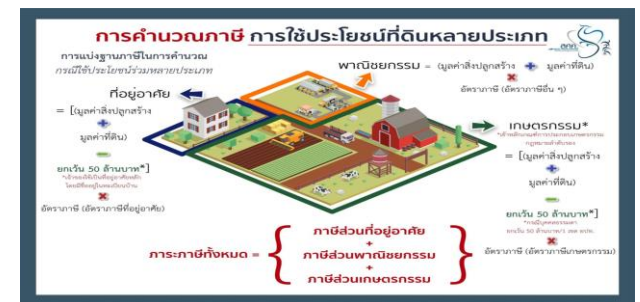 การคำนวณภาษี การใช้ประโยชน์ที่ดินหลายประเภท
สถ.
การแบ่งฐานภาษีในการคำนวณ
กรณีใช้ประโยชน์ร่วมหลายประเภท
พาณิชยกรรม = (มูลค่าสิ่งปลูกสร้าง + มูลค่าที่ดิน)
×
อัตราภาษี (อัตราภาษีอื่น ๆ)
ที่อยู่อาศัย
= [(มูลค่าสิ่งปลูกสร้าง
+
มูลค่าที่ดิน)
-
ยกเว้น 50 ล้านบาท*]
×
อัตราภาษี (อัตราภาษีที่อยู่อาศัย)
เกษตรกรรม*
= [(มูลค่าสิ่งปลูกสร้าง
+
มูลค่าที่ดิน)
-
ยกเว้น 50 ล้านบาท*]
×
อัตราภาษี (อัตราภาษีเกษตรกรรม)
ภาระภาษีทั้งหมด = { ภาษีส่วนที่อยู่อาศัย
+
ภาษีส่วนพาณิชยกรรม
+
ภาษีส่วนเกษตรกรรม }